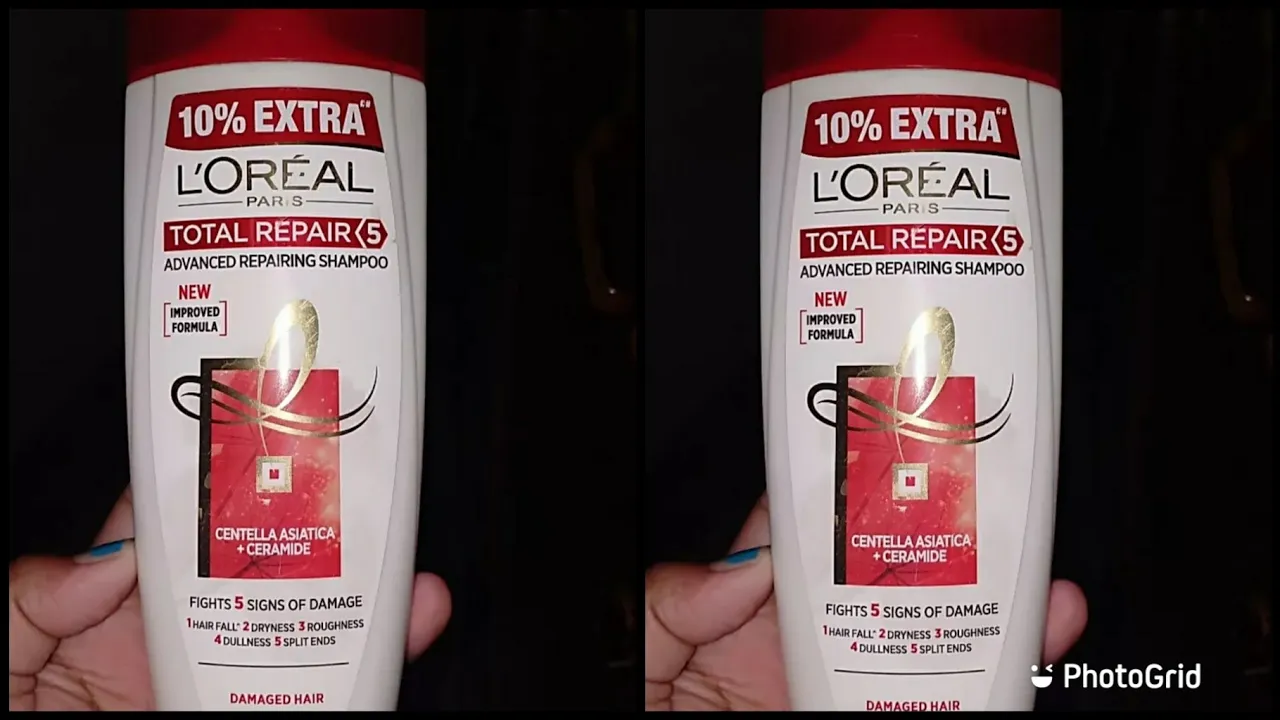 10% EXTRA
L'ORÉAL
PARIS
TOTAL REPAIR 5
ADVANCED REPAIRING SHAMPOO
NEW
IMPROVED
FORMULA
CENTELLA ASIATICA
+ CERAMIDE
FIGHTS 5 SIGNS OF DAMAGE
1 HAIR FALL* 2 DRYNESS 3 ROUGHNESS
4 DULLNESS 5 SPLIT ENDS
DAMAGED HAIR
10% EXTRA
L'ORÉAL
PARIS
TOTAL REPAIR 5
ADVANCED REPAIRING SHAMPOO
NEW
IMPROVED
FORMULA
CENTELLA ASIATICA
+ CERAMIDE
FIGHTS 5 SIGNS OF DAMAGE
1 HAIR FALL* 2 DRYNESS 3 ROUGHNESS
4 DULLNESS 5 SPLIT ENDS
DAMAGED HAIR
PhotoGrid